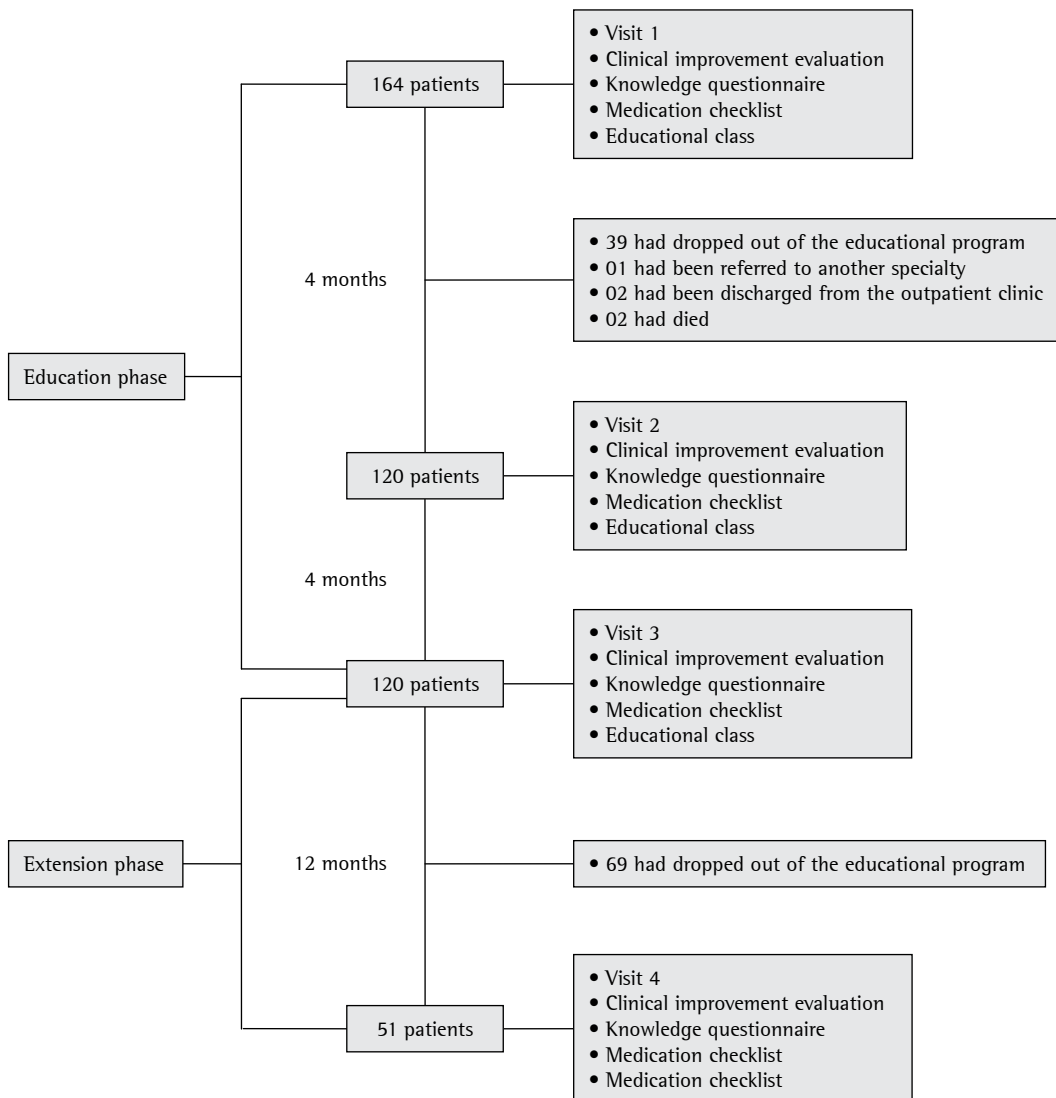 164 patients
• Visit 1
• Clinical improvement evaluation
• Knowledge questionnaire
• Medication checklist
• Educational class
4 months
• 39 had dropped out of the educational program
• 01 had been referred to another specialty
• 02 had been discharged from the outpatient clinic
• 02 had died
Education phase
120 patients
• Visit 2
• Clinical improvement evaluation
• Knowledge questionnaire
• Medication checklist
• Educational class
4 months
120 patients
• Visit 3
• Clinical improvement evaluation
• Knowledge questionnaire
• Medication checklist
• Educational class
Extension phase
12 months
• 69 had dropped out of the educational program
51 patients
• Visit 4
• Clinical improvement evaluation
• Knowledge questionnaire
• Medication checklist
• Medication checklist